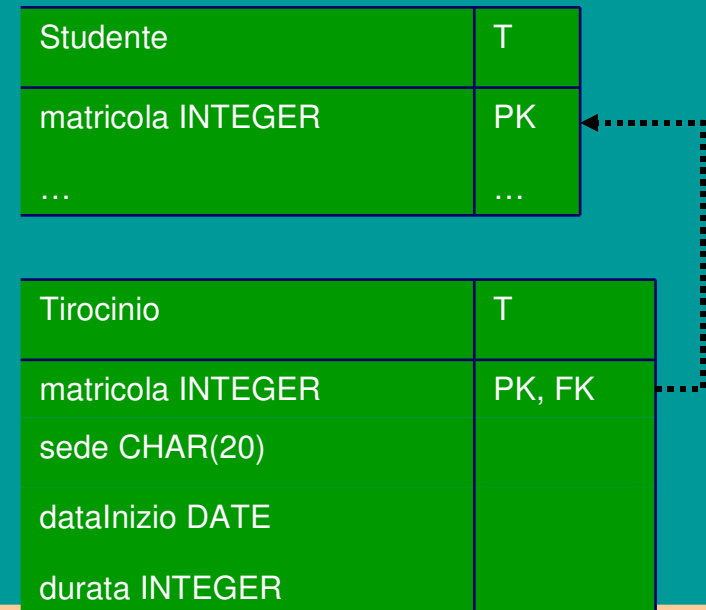 Studente T
matricola INTEGER PK
… …
Tirocinio T
matricola INTEGER PK, FK
sede CHAR(20)
dataInizio DATE
durata INTEGER